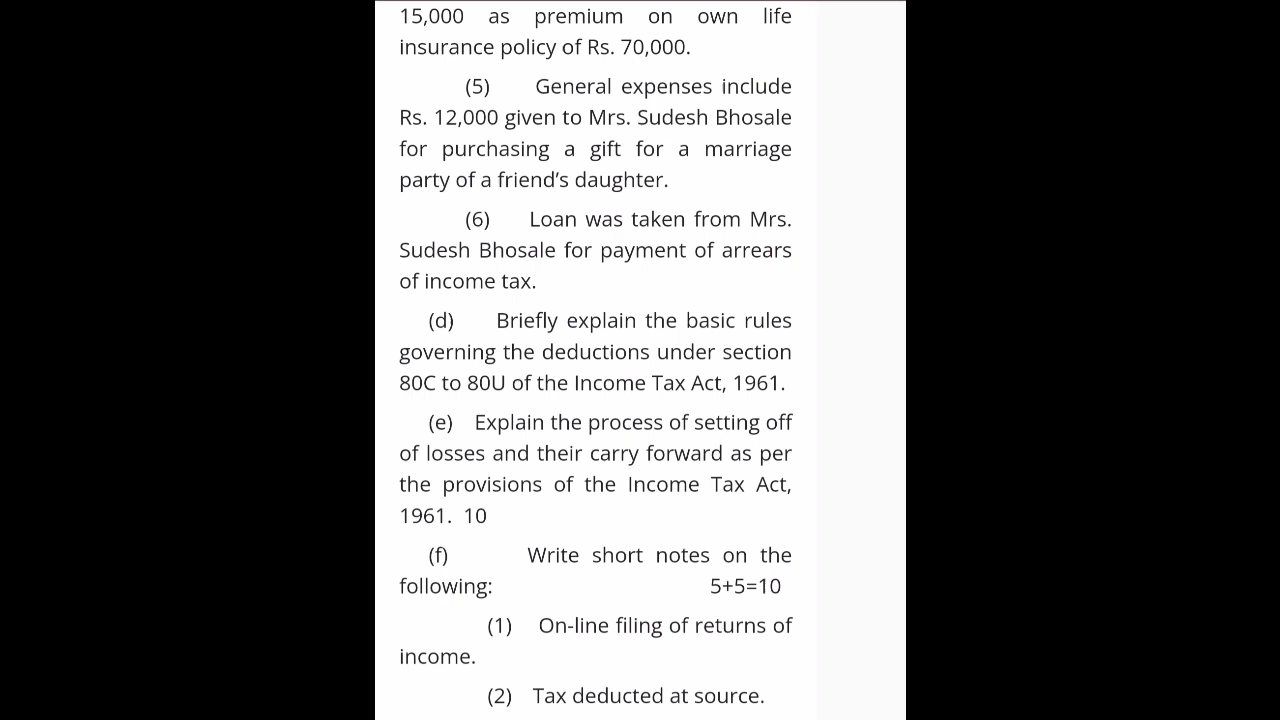 15,000 as premium on own life
insurance policy of Rs. 70,000.
(5) General expenses include
Rs. 12,000 given to Mrs. Sudesh Bhosale
for purchasing a gift for a marriage
party of a friend’s daughter.
(6) Loan was taken from Mrs.
Sudesh Bhosale for payment of arrears
of income tax.
(d) Briefly explain the basic rules
governing the deductions under section
80C to 80U of the Income Tax Act, 1961.
(e) Explain the process of setting off
of losses and their carry forward as per
the provisions of the Income Tax Act,
1961. 10
(f) Write short notes on the
following: 5+5=10
(1) On-line filing of returns of
income.
(2) Tax deducted at source.